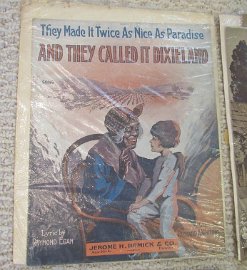 They Made It Twice As Nice As Paradise
AND THEY CALLED IT DIXIELAND
SONG
Lyric by
RAYMOND EGAN
JEROME H. REMICK & CO.